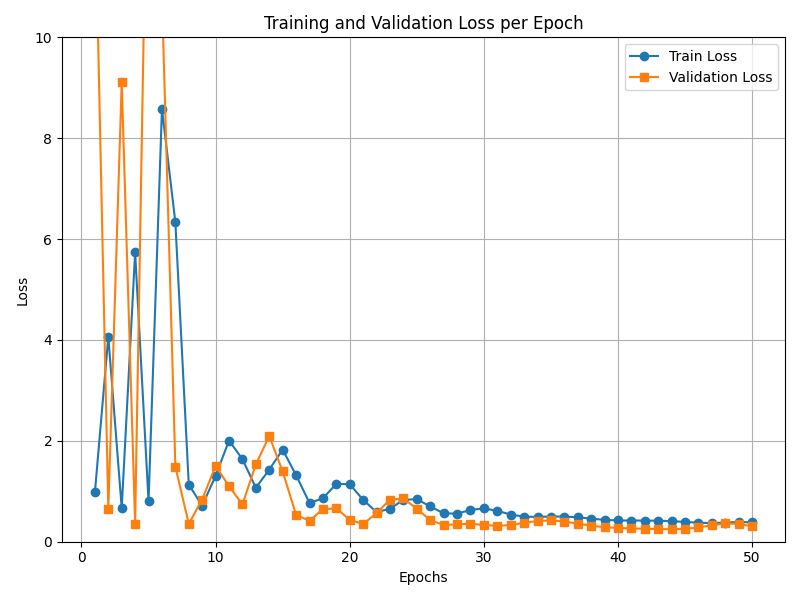 Training and Validation Loss per Epoch
Train Loss
Validation Loss
Loss
10
8
6
4
2
0
0 10 20 30 40 50
Epochs